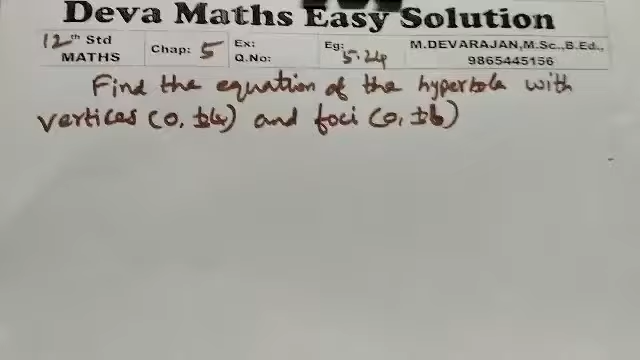 Deva Maths Easy Solution
12th Std MATHS Chap: 5 Ex: Q.No: Eg: 5.24 M.DEVARAJAN,M.Sc.,B.Ed., 9865445156
Find the equation of the hyperbola with
vertices (0, ±4) and foci (0, ±6)